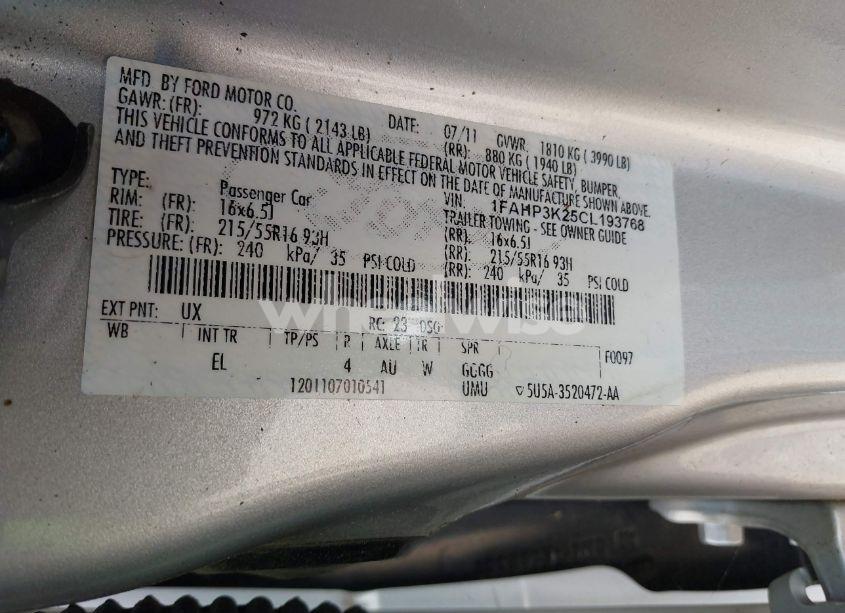 MFD BY FORD MOTOR CO.
DATE: 07/11 GVWR: 1810 KG ( 3990 LB)
GAWR: (FR): 972 KG ( 2143 LB) (RR): 880 KG ( 1940 LB)
THIS VEHICLE CONFORMS TO ALL APPLICABLE FEDERAL MOTOR VEHICLE SAFETY, BUMPER,
AND THEFT PREVENTION STANDARDS IN EFFECT ON THE DATE OF MANUFACTURE SHOWN ABOVE.
VIN: 1FAHP3K25CL193768
TYPE: Passenger Car TRAILER TOWING - SEE OWNER GUIDE
RIM: (FR): 16x6.5J (RR): 16x6.5J
TIRE: (FR): 215/55R16 93H (RR): 215/55R16 93H
PRESSURE: (FR): 240 kPa/ 35 PSI COLD (RR): 240 kPa/ 35 PSI COLD
wheelwise
EXT PNT: UX RC: 23 DSO:
WB INT TR TP/PS R AXLE TR SPR F0097
EL 4 AU W GGGG
1201107010541 UMU ▽ 5U5A-3520472-AA